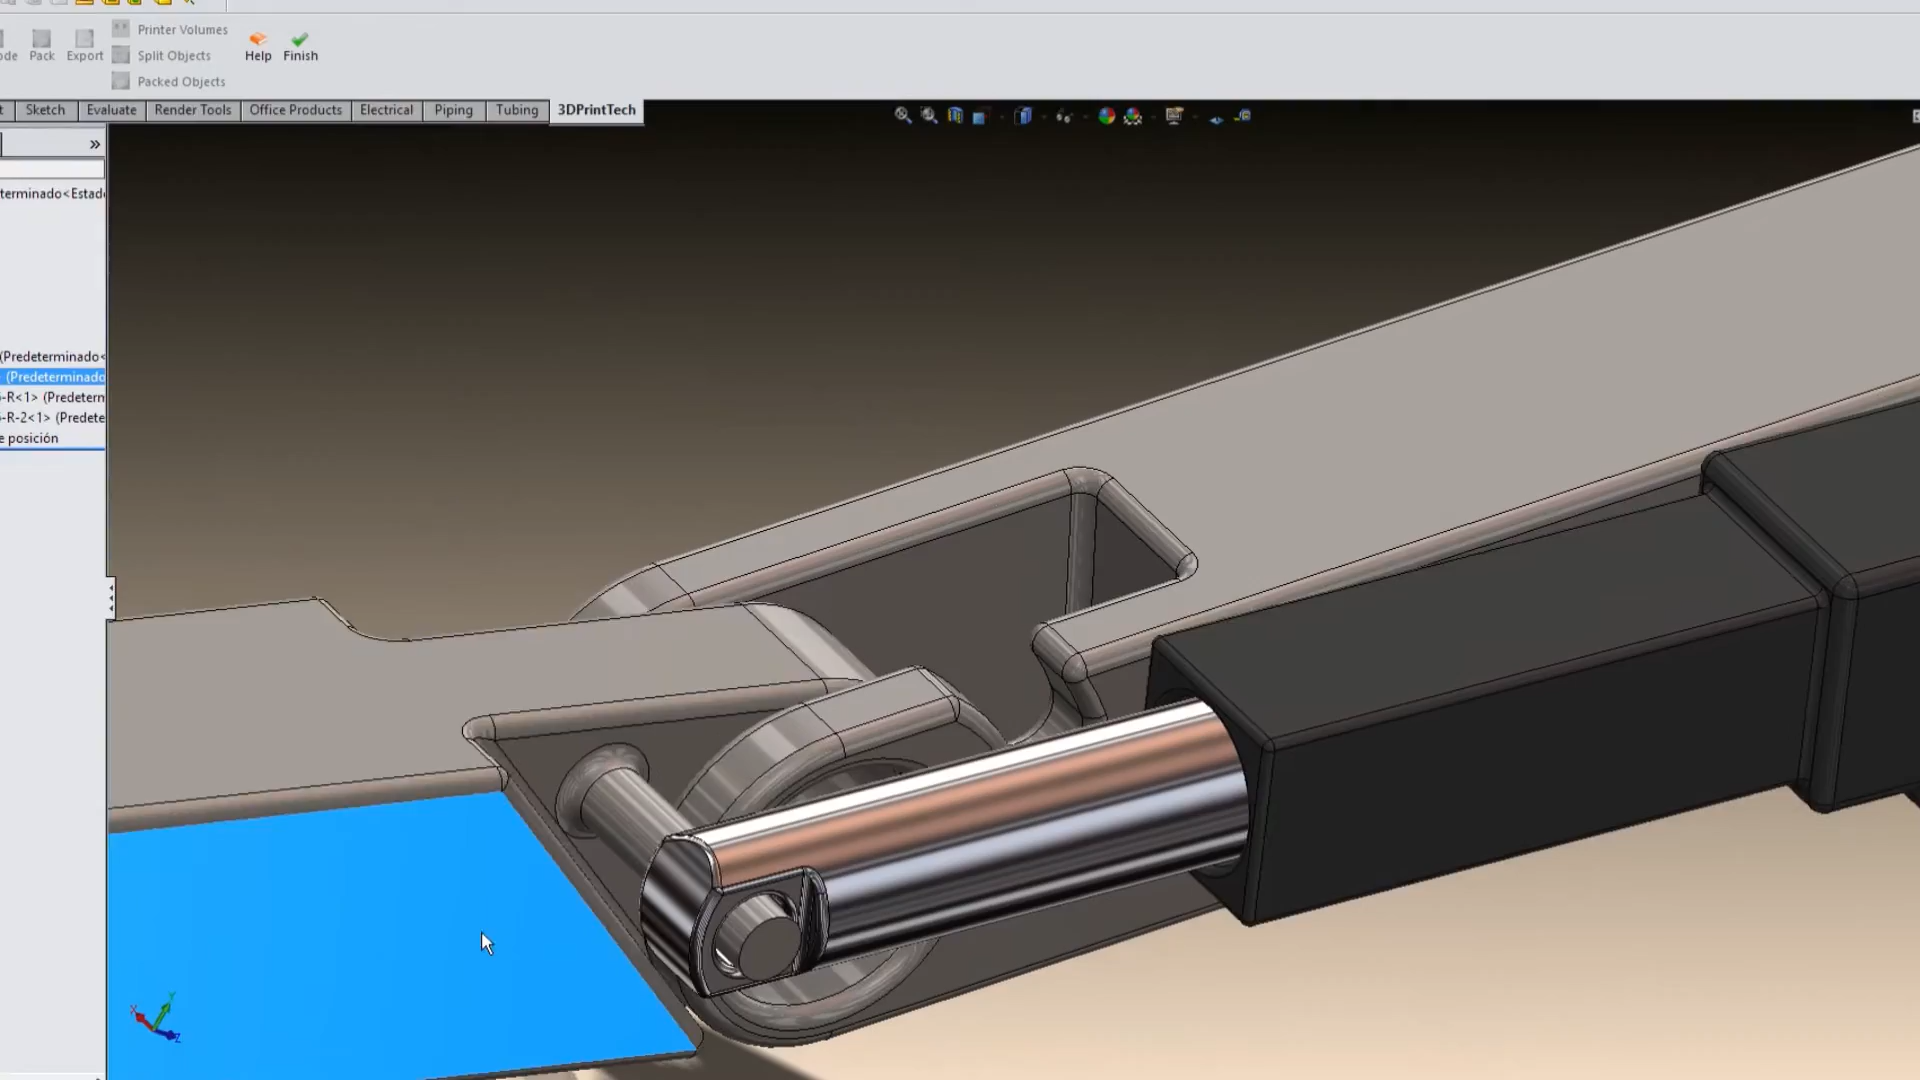 Printer Volumes
Pack
Export
Split Objects
Help
Finish
Packed Objects
Sketch
Evaluate
Render Tools
Office Products
Electrical
Piping
Tubing
3DPrintTech
»
terminado<Estad
(Predeterminado<
(Predeterminado
-R<1> (Predetern
-R-2<1> (Predete
e posición
X
Y
Z